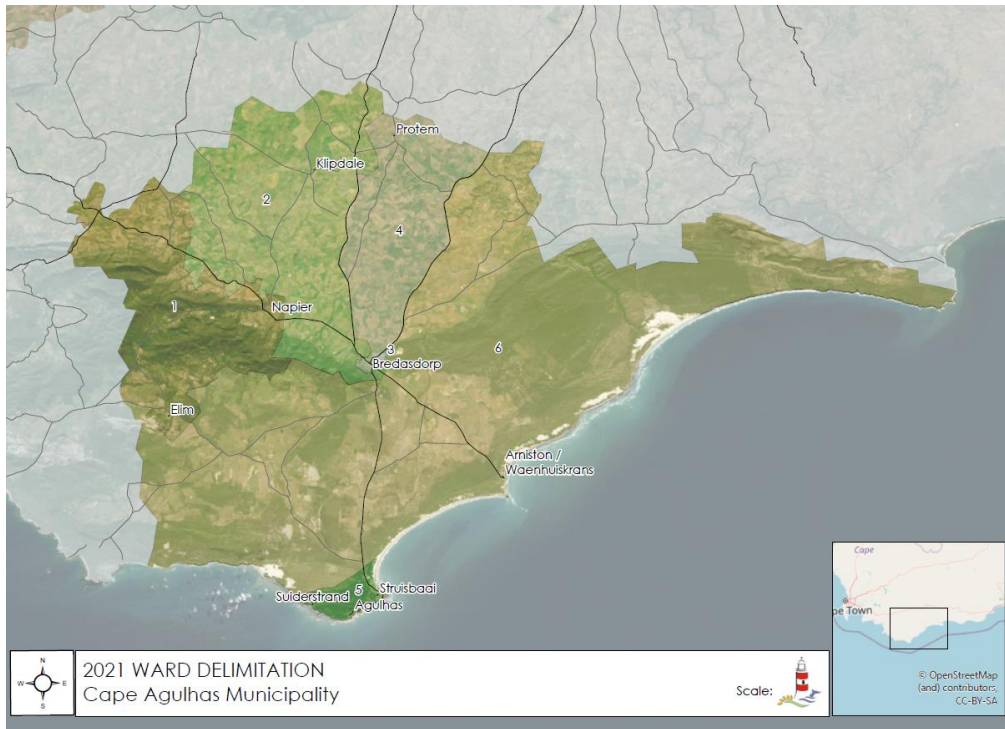 Protem
Klipdale
2
4
1
Napier
3
Bredasdorp
6
Elim
Arniston /
Waenhuiskrans
5
Struisbaai
Suiderstrand
Agulhas
Cape
pe Town
© OpenStreetMap
(and) contributors,
CC-BY-SA
N
W
E
S
2021 WARD DELIMITATION
Cape Agulhas Municipality
Scale: